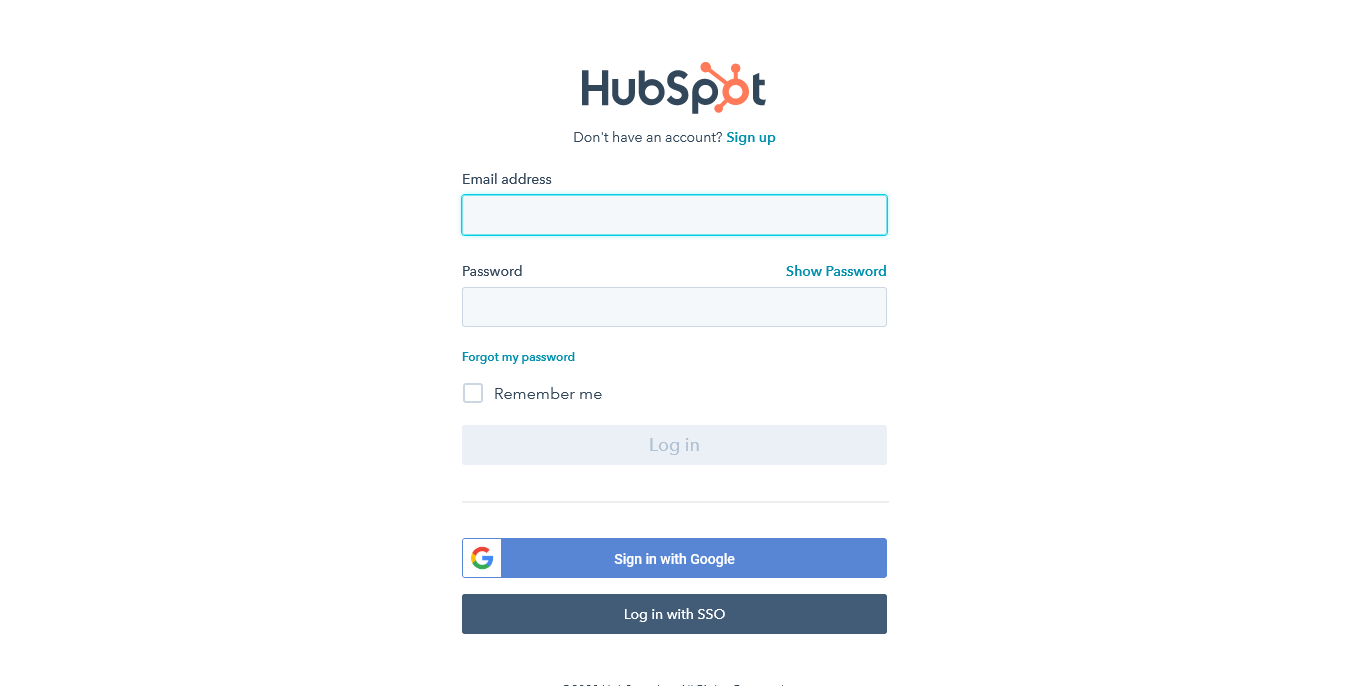 HubSpot
Don't have an account? Sign up
Email address
Password Show Password
Forgot my password
Remember me
Log in
Sign in with Google
Log in with SSO